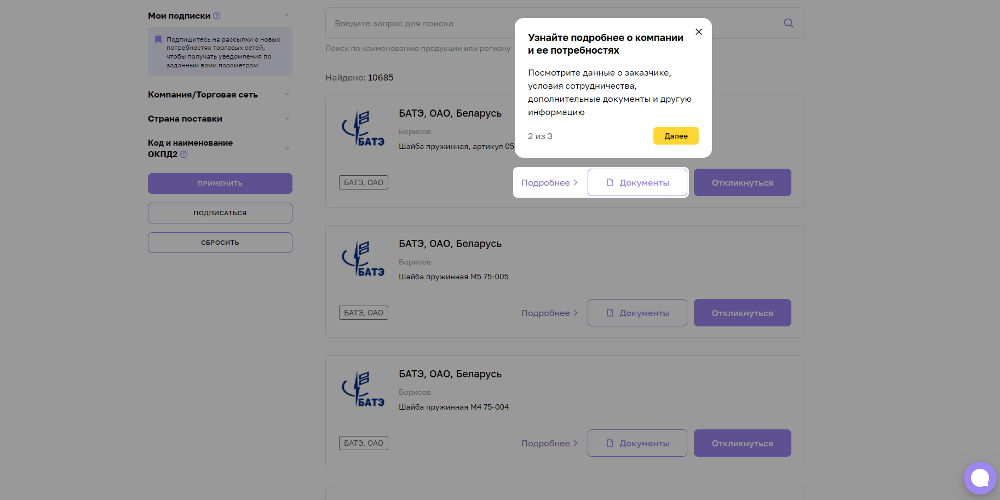 Мои подписки
Подпишитесь на рассылки о новых
потребностях торговых сетей,
чтобы получать уведомления по
заданным вами параметрам
Компания/Торговая сеть
Страна поставки
Код и наименование
ОКПД2
ПРИМЕНИТЬ
ПОДПИСАТЬСЯ
СБРОСИТЬ
Введите запрос для поиска
Поиск по наименованию продукции или региону
Найдено: 10685
Узнайте подробнее о компании
и ее потребностях
Посмотрите данные о заказчике,
условия сотрудничества,
дополнительные документы и другую
информацию
2 из 3
Далее
БАТЭ
БАТЭ, ОАО, Беларусь
Борисов
Шайба пружинная, артикул 05
БАТЭ, ОАО
Подробнее
Документы
Откликнуться
БАТЭ
БАТЭ, ОАО, Беларусь
Борисов
Шайба пружинная М5 75-005
БАТЭ, ОАО
Подробнее
Документы
Откликнуться
БАТЭ
БАТЭ, ОАО, Беларусь
Борисов
Шайба пружинная М4 75-004
БАТЭ, ОАО
Подробнее
Документы
Откликнуться